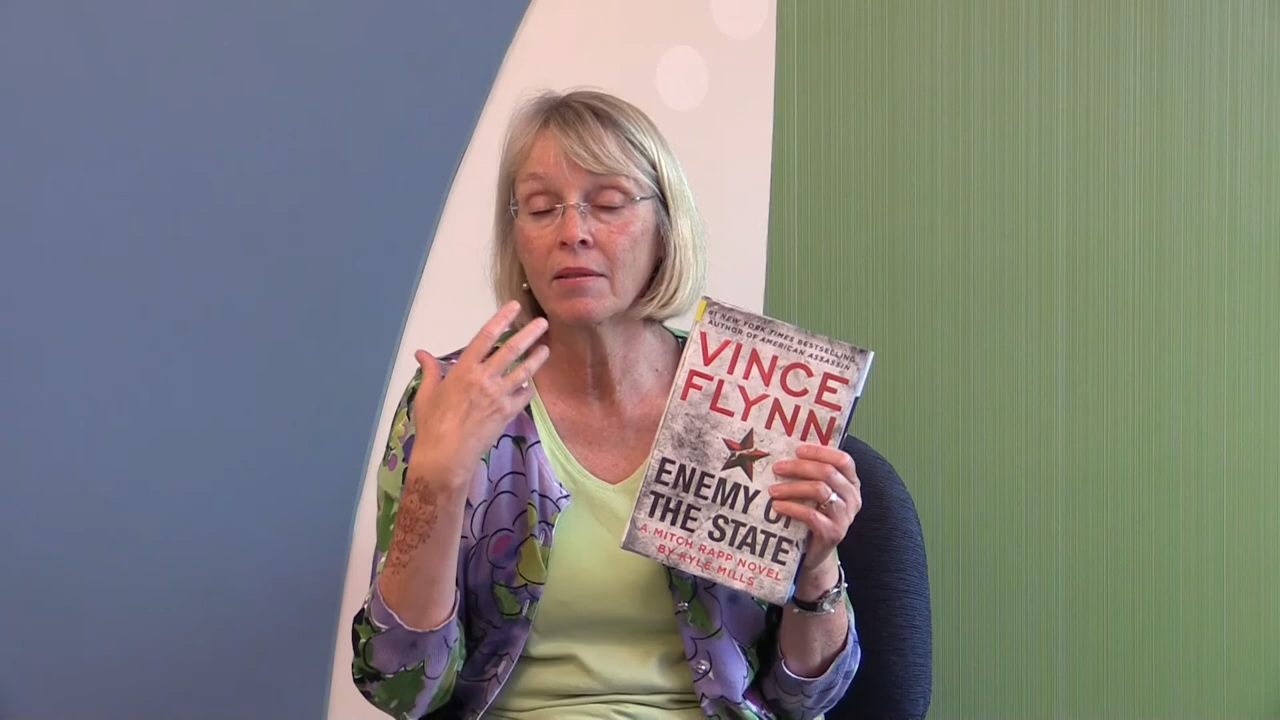 #1 NEW YORK TIMES BESTSELLING
AUTHOR OF AMERICAN ASSASSIN
VINCE
FLYNN
ENEMY OF
THE STATE
A MITCH RAPP NOVEL
BY KYLE MILLS